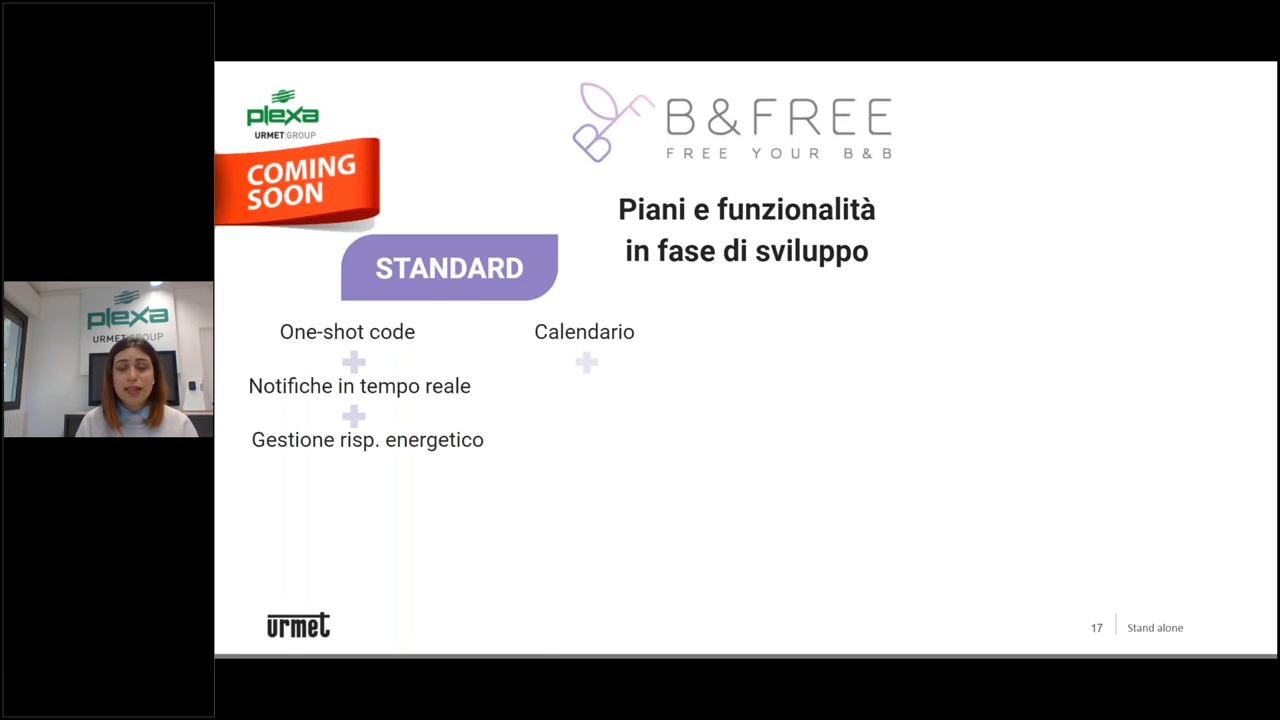 plexa
URMET GROUP
COMING
SOON
B&FREE
FREE YOUR B&B
Piani e funzionalità
in fase di sviluppo
STANDARD
One-shot code
Calendario
Notifiche in tempo reale
Gestione risp. energetico
plexa
URMET GROUP
urmet
17
Stand alone